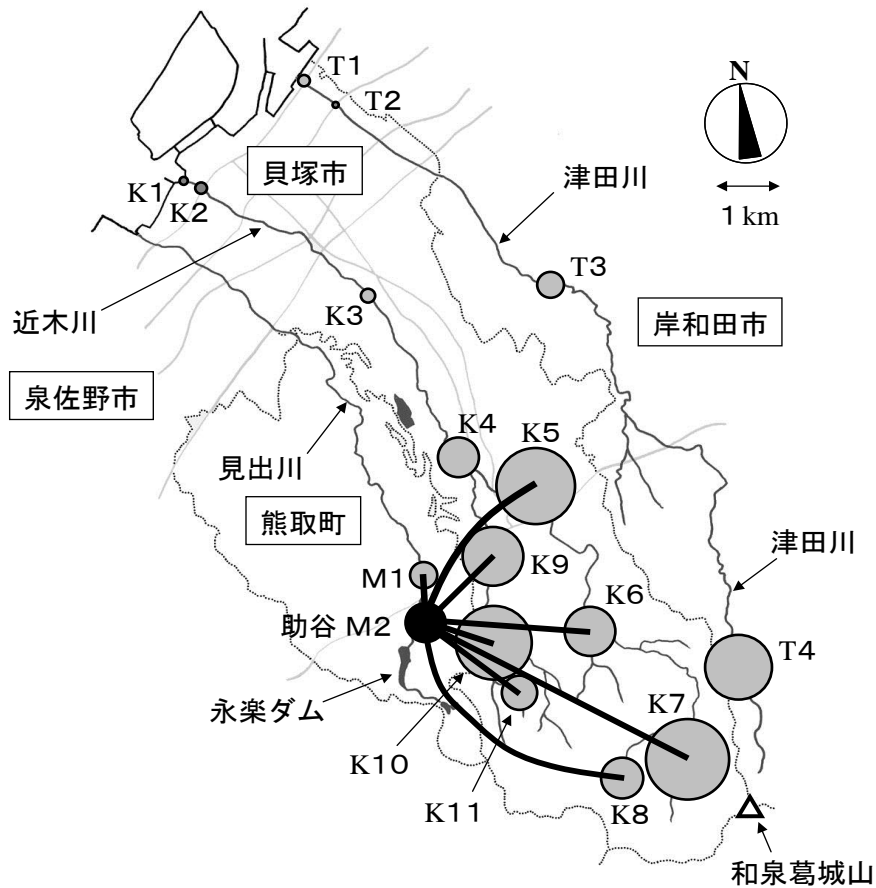 T1
T2
N
貝塚市
K1
K2
津田川
1 km
T3
近木川
K3
岸和田市
泉佐野市
K4
K5
見出川
熊取町
津田川
K9
M1
K6
助谷 M2
T4
永楽ダム
K7
K10
K11
K8
和泉葛城山